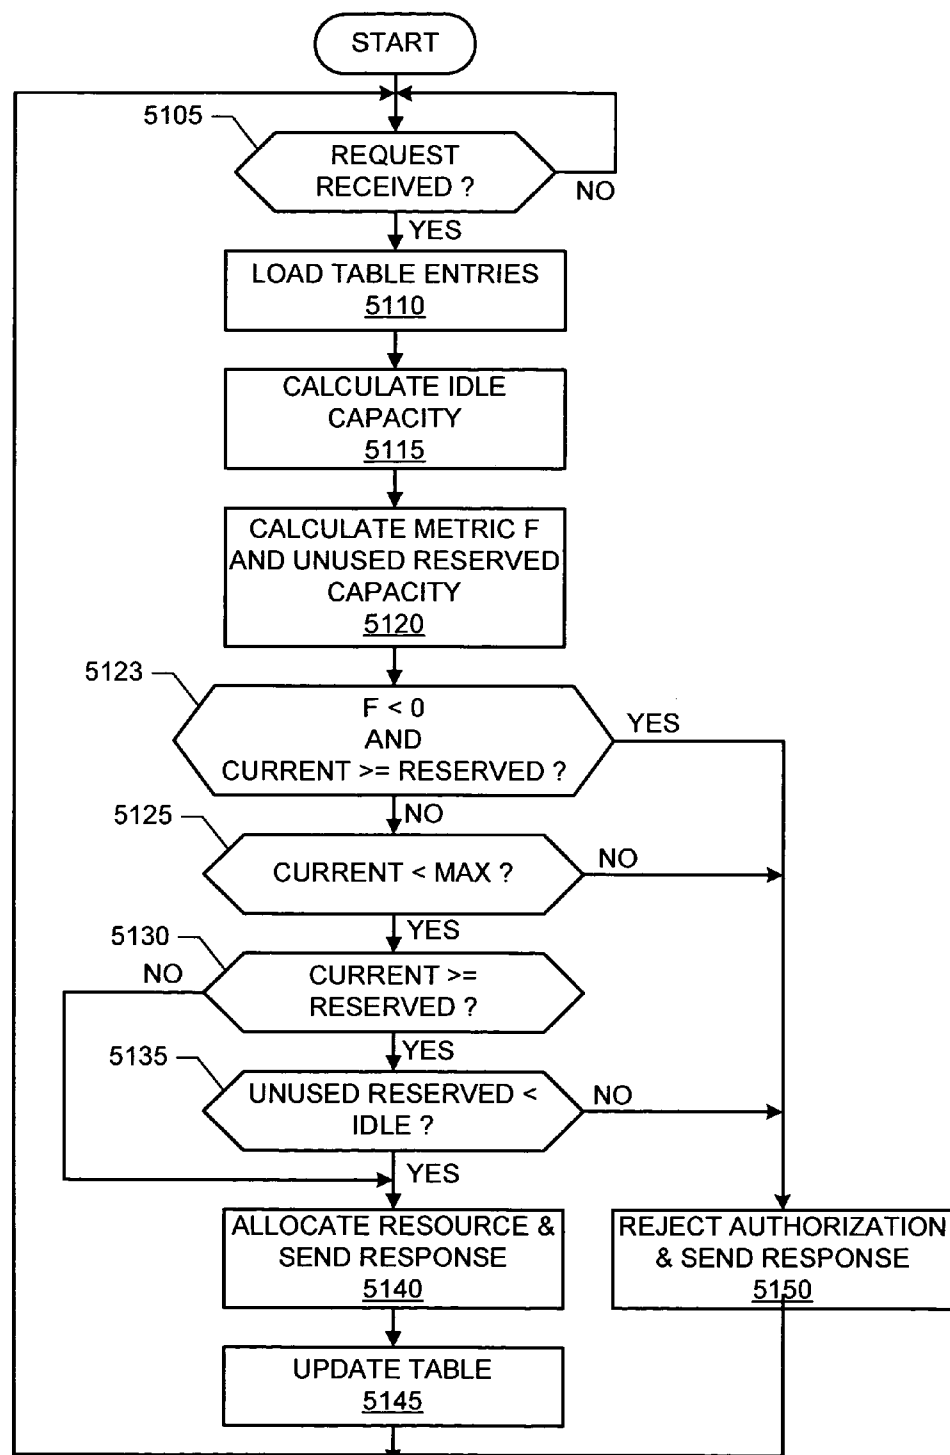 START
5105
REQUEST
RECEIVED ?
NO
YES
LOAD TABLE ENTRIES
5110
CALCULATE IDLE
CAPACITY
5115
CALCULATE METRIC F
AND UNUSED RESERVED
CAPACITY
5120
5123
F < 0
AND
CURRENT >= RESERVED ?
YES
NO
5125
CURRENT < MAX ?
NO
YES
5130
NO
CURRENT >=
RESERVED ?
YES
5135
UNUSED RESERVED <
IDLE ?
NO
YES
ALLOCATE RESOURCE &
SEND RESPONSE
5140
REJECT AUTHORIZATION
& SEND RESPONSE
5150
UPDATE TABLE
5145